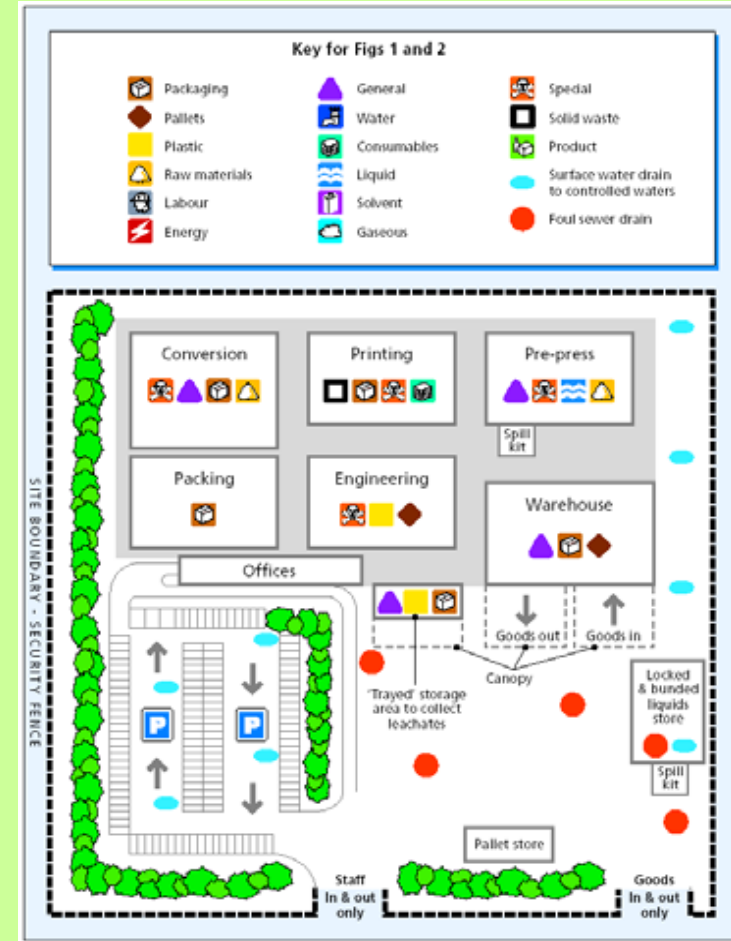 Key for Figs 1 and 2
Packaging
Pallets
Plastic
Raw materials
Labour
Energy
General
Water
Consumables
Liquid
Solvent
Gaseous
Special
Solid waste
Product
Surface water drain
to controlled waters
Foul sewer drain
SITE BOUNDARY - SECURITY FENCE
Conversion
Printing
Pre-press
Spill
kit
Packing
Engineering
Warehouse
Offices
Goods out
Goods in
Canopy
'Trayed' storage
area to collect
leachates
Locked
& bunded
liquids
store
Spill
kit
P
P
Pallet store
Staff
In & out
only
Goods
In & out
only